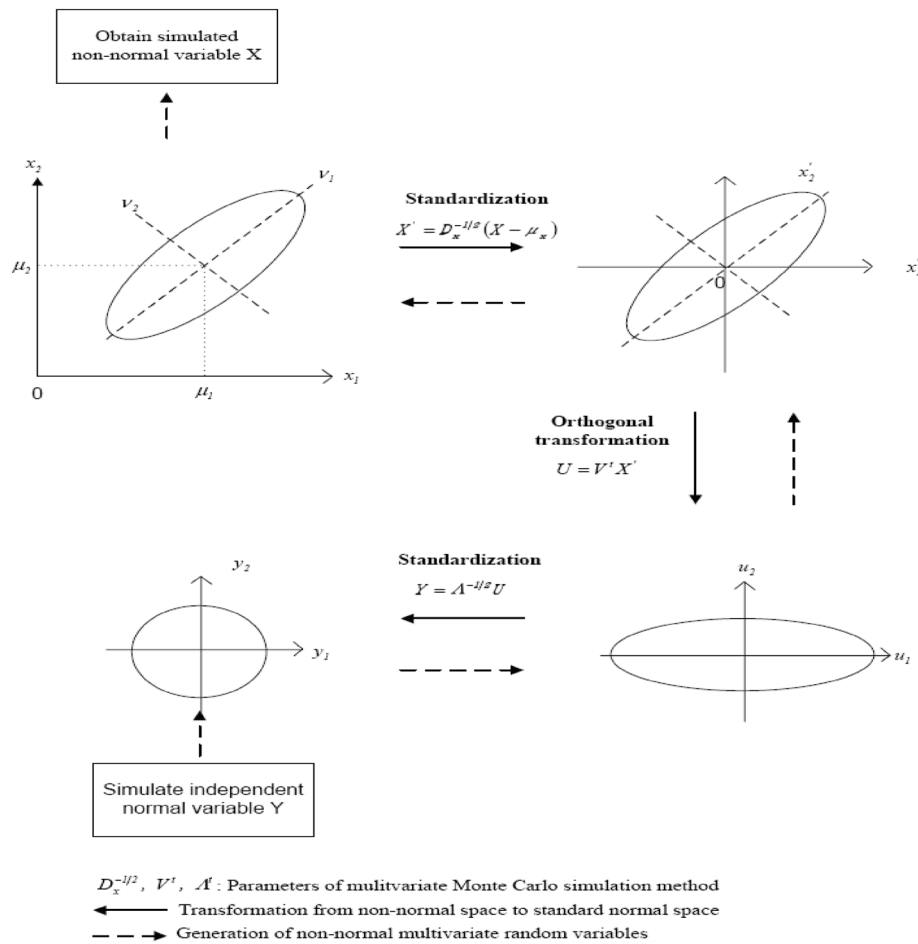 Obtain simulated
non-normal variable X
x₂
ν₁
ν₂
μ₂
0
μ₁
x₁
Standardization
X' = D_x^{-1/2}(X − μ_x)
x'₂
0
x'₁
Orthogonal
transformation
U = VᵗX'
Standardization
Y = Λ^{-1/2}U
y₂
y₁
u₂
u₁
Simulate independent
normal variable Y
D_x^{-1/2}, Vᵗ, Λᵗ : Parameters of mulitvariate Monte Carlo simulation method
Transformation from non-normal space to standard normal space
Generation of non-normal multivariate random variables